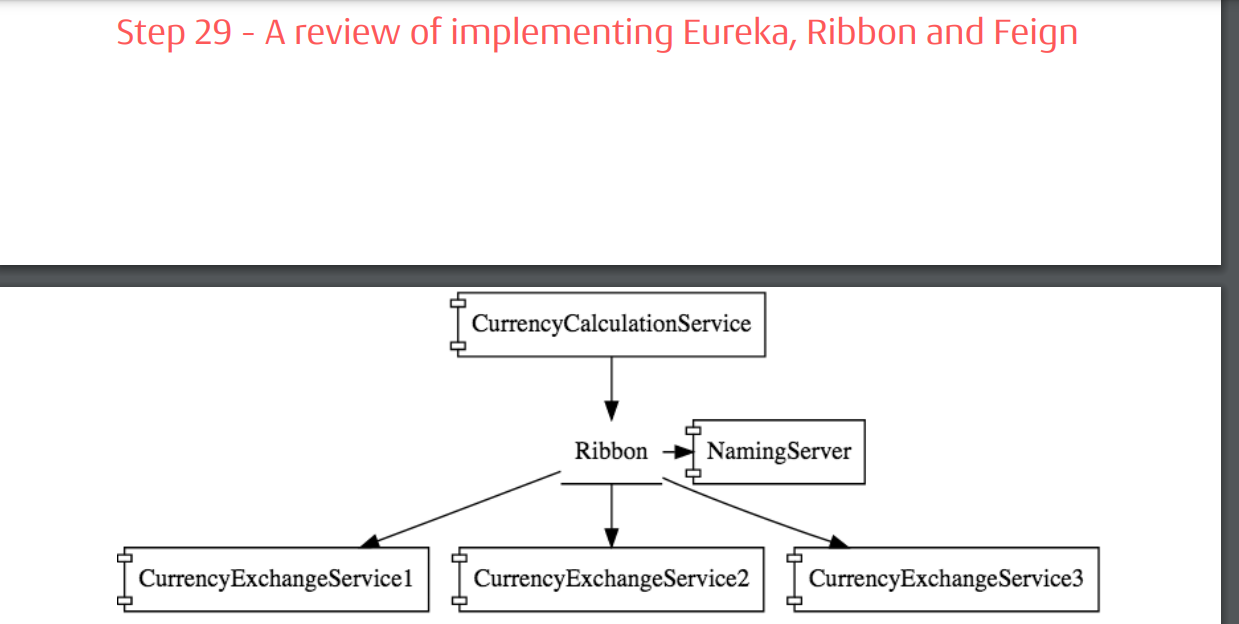 Step 29 - A review of implementing Eureka, Ribbon and Feign
CurrencyCalculationService
Ribbon
NamingServer
CurrencyExchangeService1
CurrencyExchangeService2
CurrencyExchangeService3